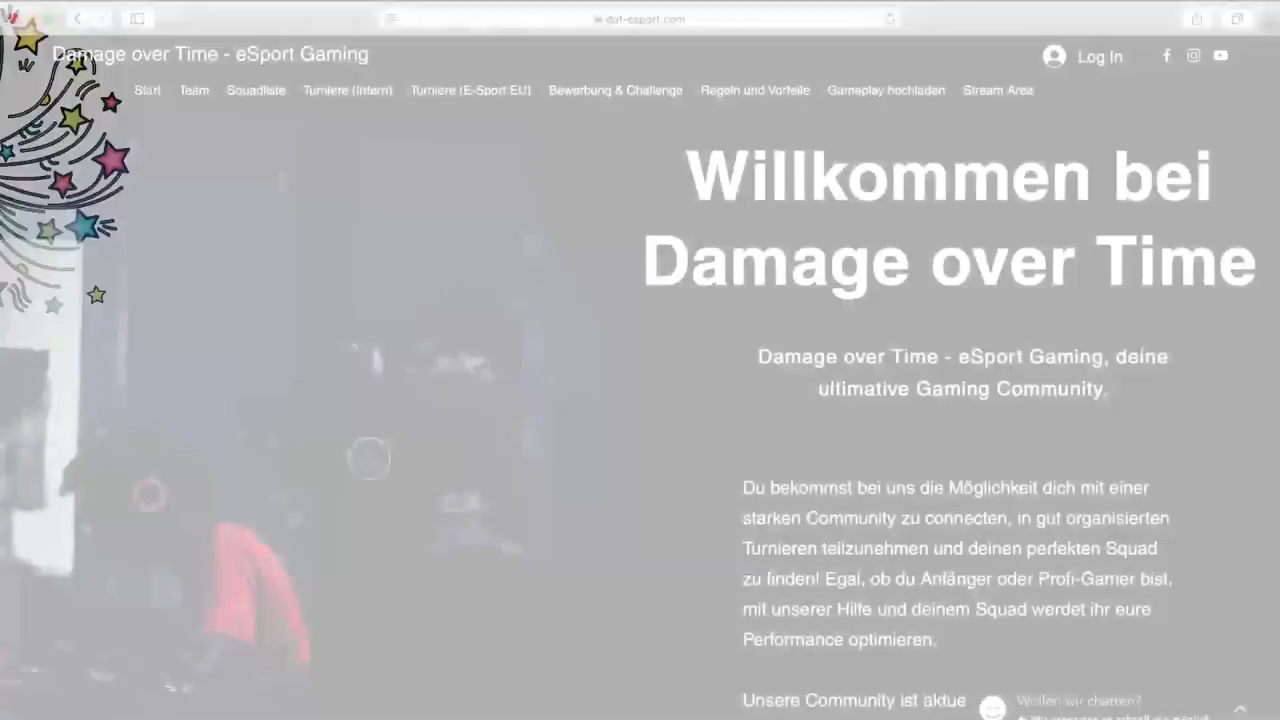 dot-esport.com
Damage over Time - eSport Gaming
Log In
Start Team Squadliste Turniere (Intern) Turniere (E-Sport EU) Bewerbung & Challenge Regeln und Vorteile Gameplay hochladen Stream Area
Willkommen bei
Damage over Time
Damage over Time - eSport Gaming, deine
ultimative Gaming Community.
Du bekommst bei uns die Möglichkeit dich mit einer
starken Community zu connecten, in gut organisierten
Turnieren teilzunehmen und deinen perfekten Squad
zu finden! Egal, ob du Anfänger oder Profi-Gamer bist,
mit unserer Hilfe und deinem Squad werdet ihr eure
Performance optimieren.
Unsere Community ist aktue
Wollen wir chatten?